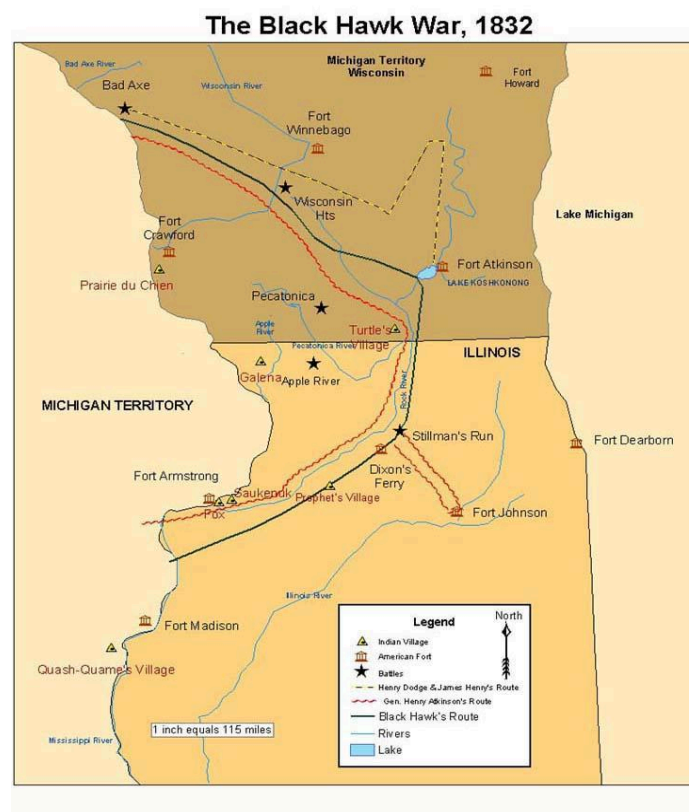 The Black Hawk War, 1832
Michigan Territory
Wisconsin
Bad Axe River
Bad Axe
Wisconsin River
Fort
Howard
Fort
Winnebago
Wisconsin
Hts
Lake Michigan
Fort
Crawford
Prairie du Chien
Fort Atkinson
LAKE KOSHKONONG
Pecatonica
Apple
River
Turtle's
Village
Pecatonica River
ILLINOIS
Galena
Apple River
Rock River
MICHIGAN TERRITORY
Stillman's Run
Fort Dearborn
Dixon's
Ferry
Fort Armstrong
Saukenuk
Prophet's Village
Fox
Fort Johnson
Illinois River
Fort Madison
Quash-Quame's Village
1 inch equals 115 miles
Mississippi River
Legend
North
Indian Village
American Fort
Battles
Henry Dodge & James Henry's Route
Gen. Henry Atkinson's Route
Black Hawk's Route
Rivers
Lake